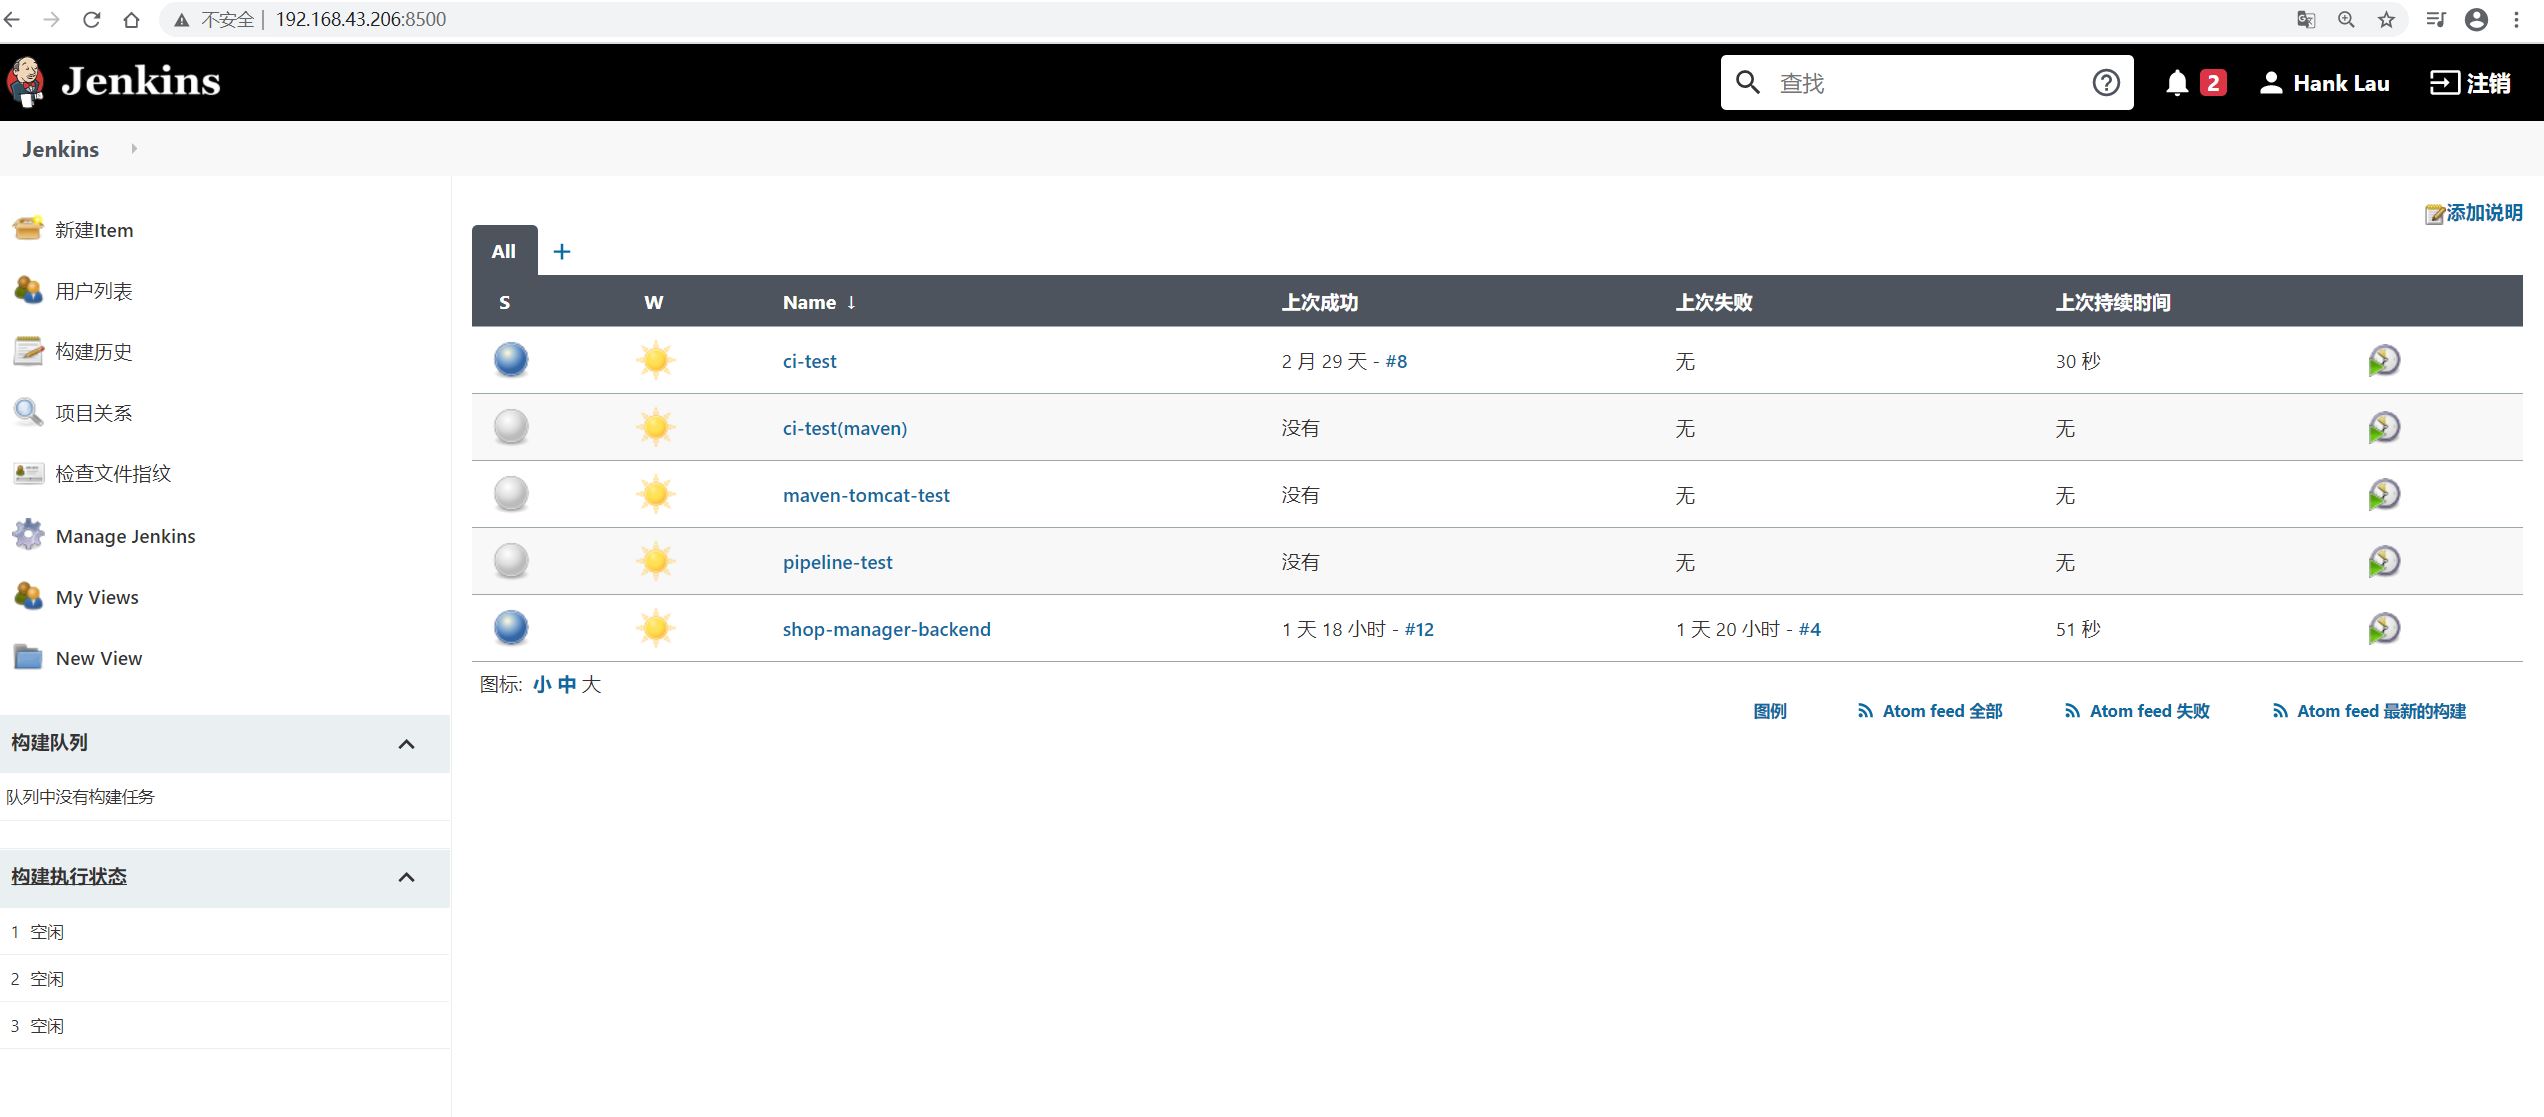 不安全 | 192.168.43.206:8500
Jenkins
查找
2
Hank Lau
注销
Jenkins
新建Item
用户列表
构建历史
项目关系
检查文件指纹
Manage Jenkins
My Views
New View
构建队列
队列中没有构建任务
构建执行状态
1 空闲
2 空闲
3 空闲
添加说明
All +
S W Name ↓ 上次成功 上次失败 上次持续时间
ci-test 2 月 29 天 - #8 无 30 秒
ci-test(maven) 没有 无 无
maven-tomcat-test 没有 无 无
pipeline-test 没有 无 无
shop-manager-backend 1 天 18 小时 - #12 1 天 20 小时 - #4 51 秒
图标: 小 中 大
图例 Atom feed 全部 Atom feed 失败 Atom feed 最新的构建